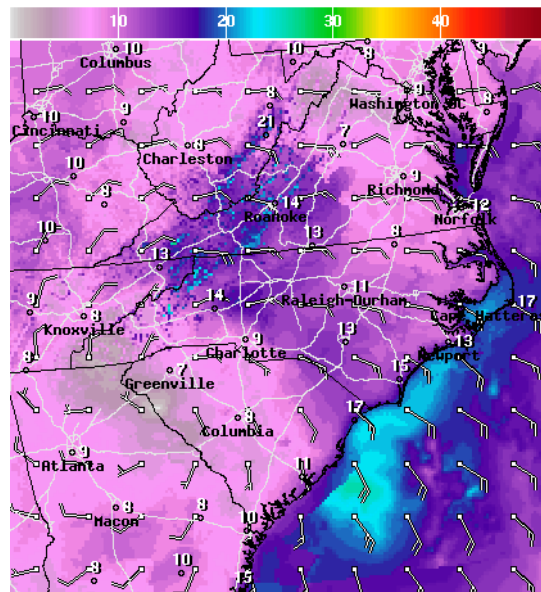 10 20 30 40
10 10 8 9
Columbus
8 9 8
Washington DC
10 9
Cincinnati
21
8 7
Charleston
10 9
Richmond
8 14 12
Roanoke Norfolk
10 13 8
13
11
9 8 14 Raleigh-Durham 17
Cape Hatteras
Knoxville
9 13 13
Charlotte Newport
8 7 15
Greenville
8 17
Columbia
9
Atlanta
11
8 8 10
Macon
10
8 15